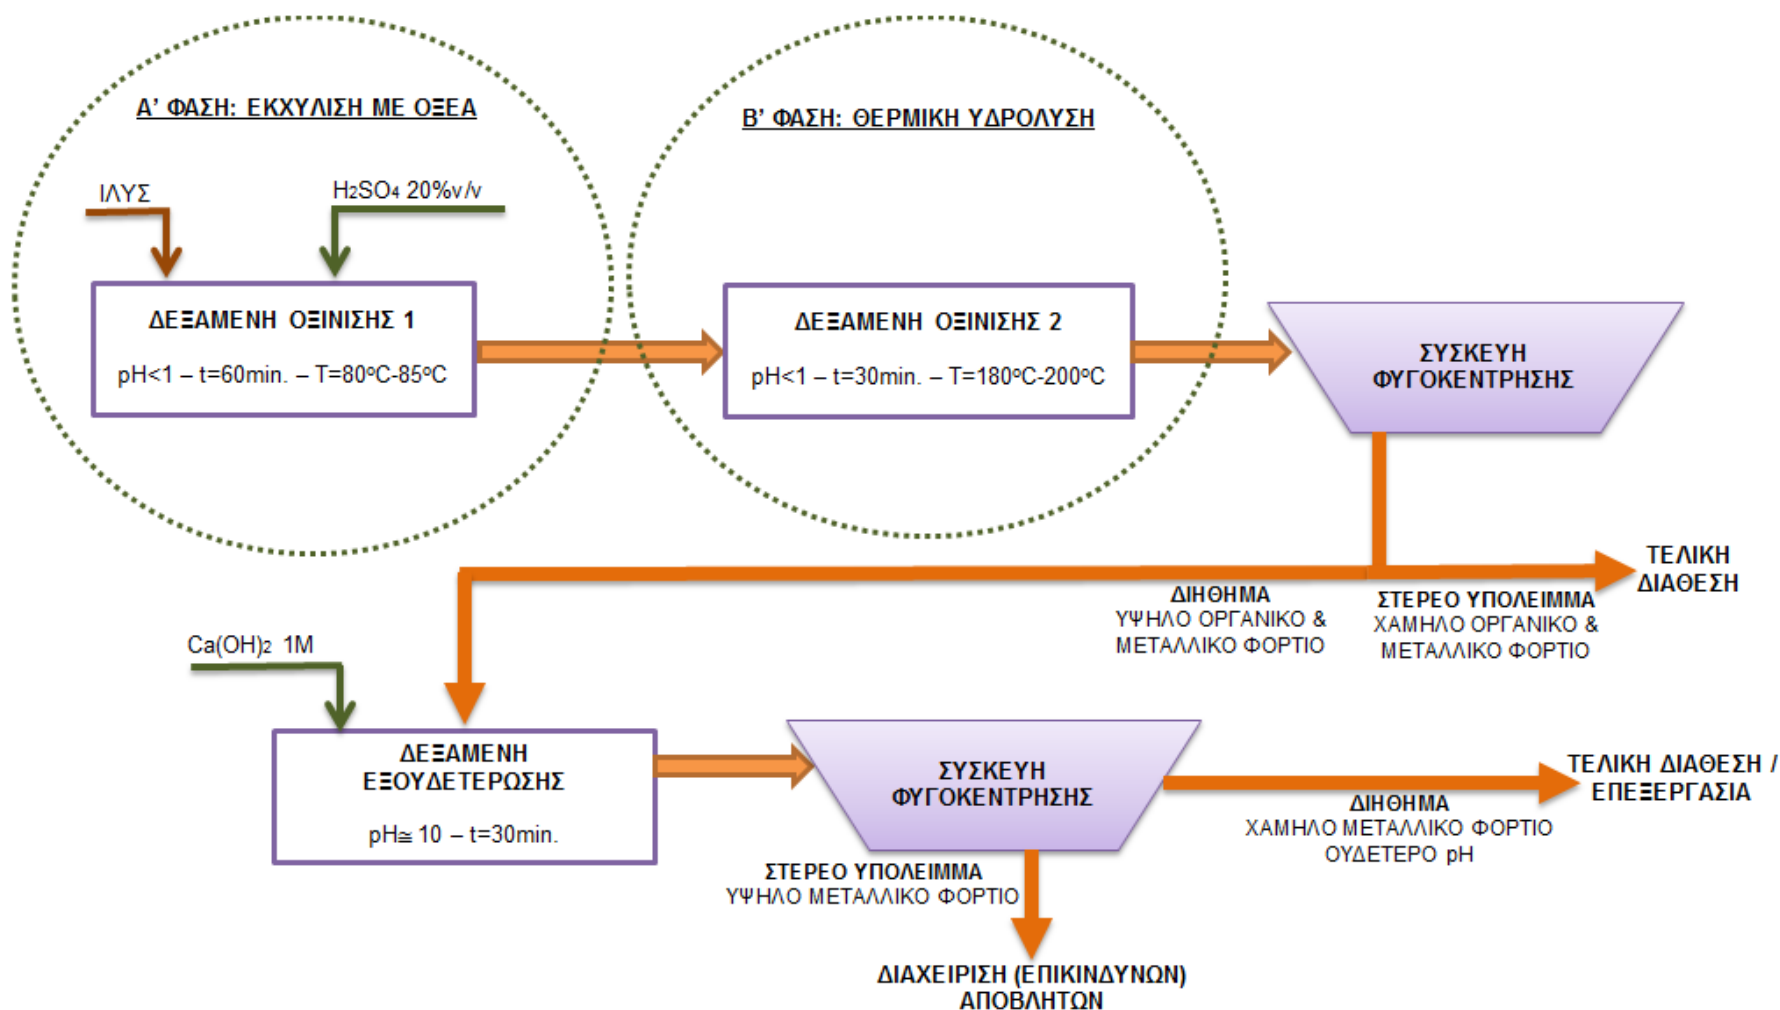 Α' ΦΑΣΗ: ΕΚΧΥΛΙΣΗ ΜΕ ΟΞΕΑ
Β' ΦΑΣΗ: ΘΕΡΜΙΚΗ ΥΔΡΟΛΥΣΗ
ΙΛΥΣ
H₂SO₄ 20%v/v
ΔΕΞΑΜΕΝΗ ΟΞΙΝΙΣΗΣ 1
pH<1 – t=60min. – T=80ºC-85ºC
ΔΕΞΑΜΕΝΗ ΟΞΙΝΙΣΗΣ 2
pH<1 – t=30min. – T=180ºC-200ºC
ΣΥΣΚΕΥΗ
ΦΥΓΟΚΕΝΤΡΗΣΗΣ
ΤΕΛΙΚΗ
ΔΙΑΘΕΣΗ
ΔΙΗΘΗΜΑ
ΥΨΗΛΟ ΟΡΓΑΝΙΚΟ &
ΜΕΤΑΛΛΙΚΟ ΦΟΡΤΙΟ
ΣΤΕΡΕΟ ΥΠΟΛΕΙΜΜΑ
ΧΑΜΗΛΟ ΟΡΓΑΝΙΚΟ &
ΜΕΤΑΛΛΙΚΟ ΦΟΡΤΙΟ
Ca(OH)₂ 1M
ΔΕΞΑΜΕΝΗ
ΕΞΟΥΔΕΤΕΡΩΣΗΣ
pH≅10 – t=30min.
ΣΥΣΚΕΥΗ
ΦΥΓΟΚΕΝΤΡΗΣΗΣ
ΤΕΛΙΚΗ ΔΙΑΘΕΣΗ /
ΕΠΕΞΕΡΓΑΣΙΑ
ΔΙΗΘΗΜΑ
ΧΑΜΗΛΟ ΜΕΤΑΛΛΙΚΟ ΦΟΡΤΙΟ
ΟΥΔΕΤΕΡΟ pH
ΣΤΕΡΕΟ ΥΠΟΛΕΙΜΜΑ
ΥΨΗΛΟ ΜΕΤΑΛΛΙΚΟ ΦΟΡΤΙΟ
ΔΙΑΧΕΙΡΙΣΗ (ΕΠΙΚΙΝΔΥΝΩΝ)
ΑΠΟΒΛΗΤΩΝ